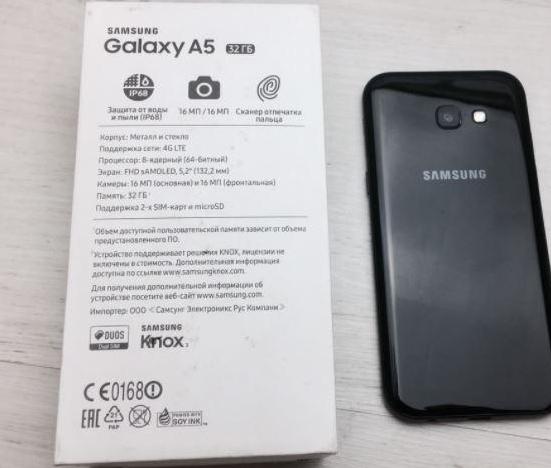 SAMSUNG
Galaxy A5 32 ГБ
IP68
Защита от воды
и пыли (IP68)
16 МП / 16 МП
Сканер отпечатка
пальца
Корпус: Металл и стекло
Поддержка сети: 4G LTE
Процессор: 8-ядерный (64-битный)
Экран: FHD sAMOLED, 5,2" (132,2 мм)
Камеры: 16 МП (основная) и 16 МП (фронтальная)
Память: 32 ГБ
Поддержка 2-х SIM-карт и microSD
Объем доступной пользовательской памяти зависит от объема
предустановленного ПО.
Устройство поддерживает решения KNOX, лицензии не
включены в стоимость. Дополнительная информация
доступна по ссылке www.samsungknox.com.
Для получения дополнительной информации об
устройстве посетите веб-сайт www.samsung.com.
Импортер: ООО <Самсунг Электроникс Рус Компани>
DUOS
Dual SIM
SAMSUNG
Knox
CE0168
EAC
21
PAP
PRINTED WITH
SOY INK
SAMSUNG